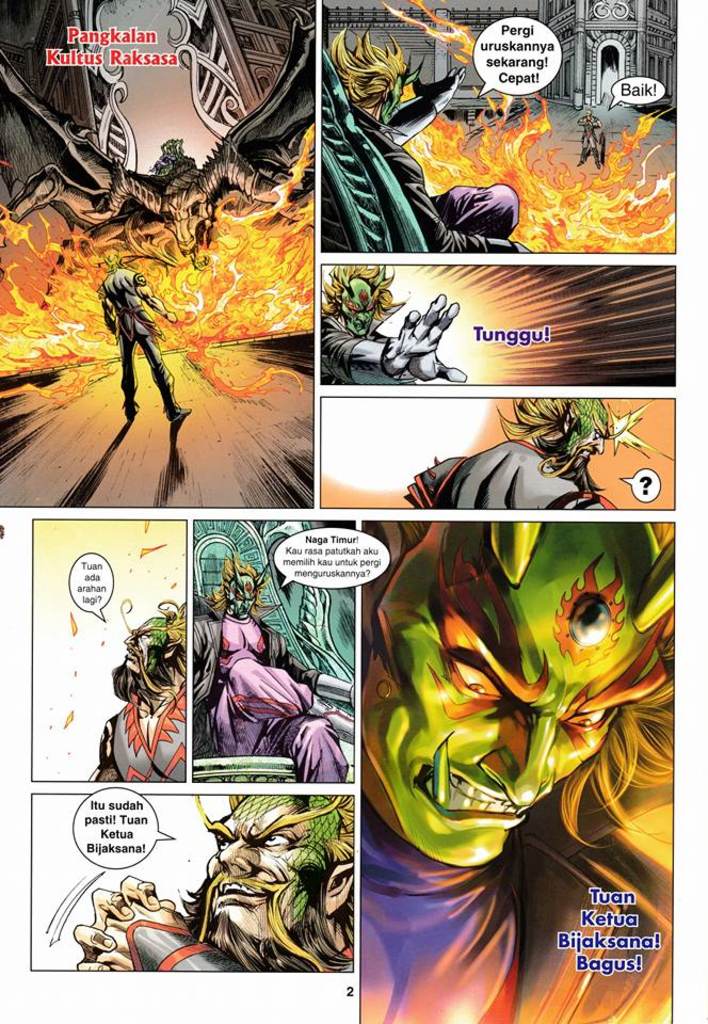 Pangkalan
Kultus Raksasa
Pergi
uruskannya
sekarang!
Cepat!
Baik!
Tunggu!
?
Tuan
ada
arahan
lagi?
Naga Timur!
Kau rasa patutkah aku
memilih kau untuk pergi
menguruskannya?
Itu sudah
pasti! Tuan
Ketua
Bijaksana!
Tuan
Ketua
Bijaksana!
Bagus!
2